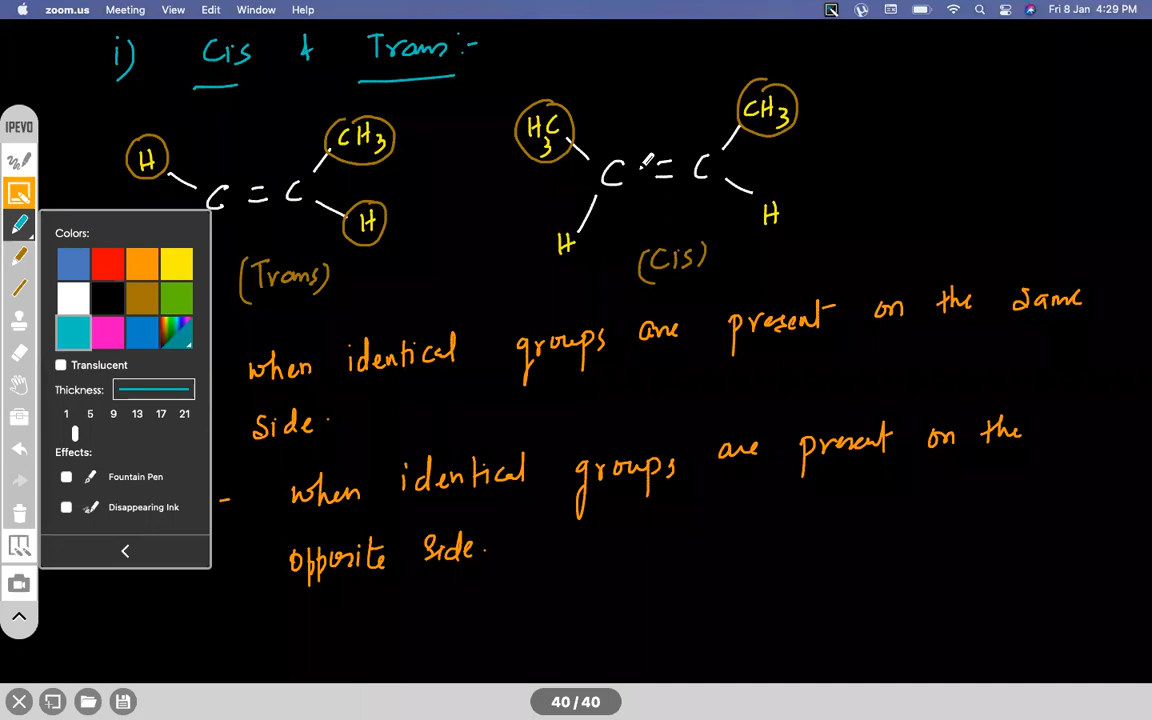 zoom.us Meeting View Edit Window Help Fri 8 Jan 4:29 PM
i) Cis & Trans :-
IPEVO
H CH3
C = C
H
(Trans)
H3C CH3
C = C
H H
(Cis)
Colors:
Translucent
Thickness:
1 5 9 13 17 21
Effects:
Fountain Pen
Disappearing Ink
when identical groups are present on the same
side.
- when identical groups are present on the
opposite side.
40/40